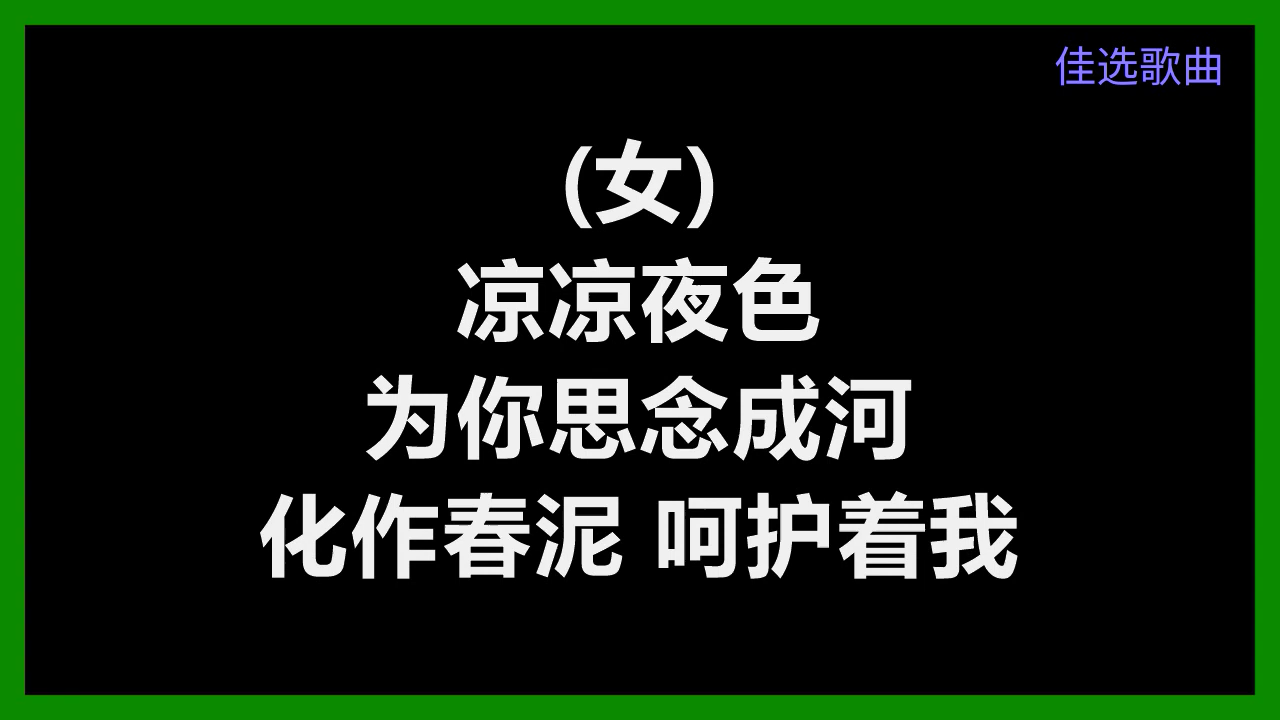 佳选歌曲
(女)
凉凉夜色
为你思念成河
化作春泥 呵护着我